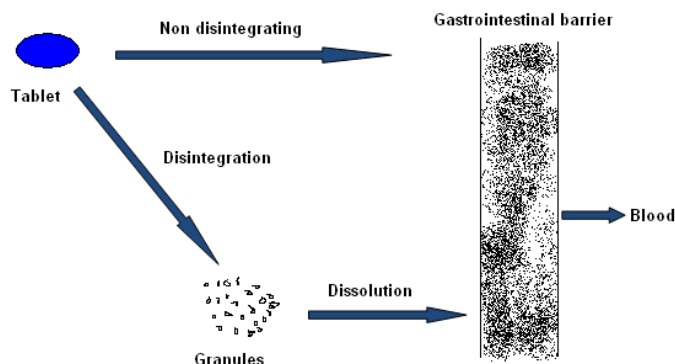 Gastrointestinal barrier
Non disintegrating
Tablet
Disintegration
Blood
Dissolution
Granules